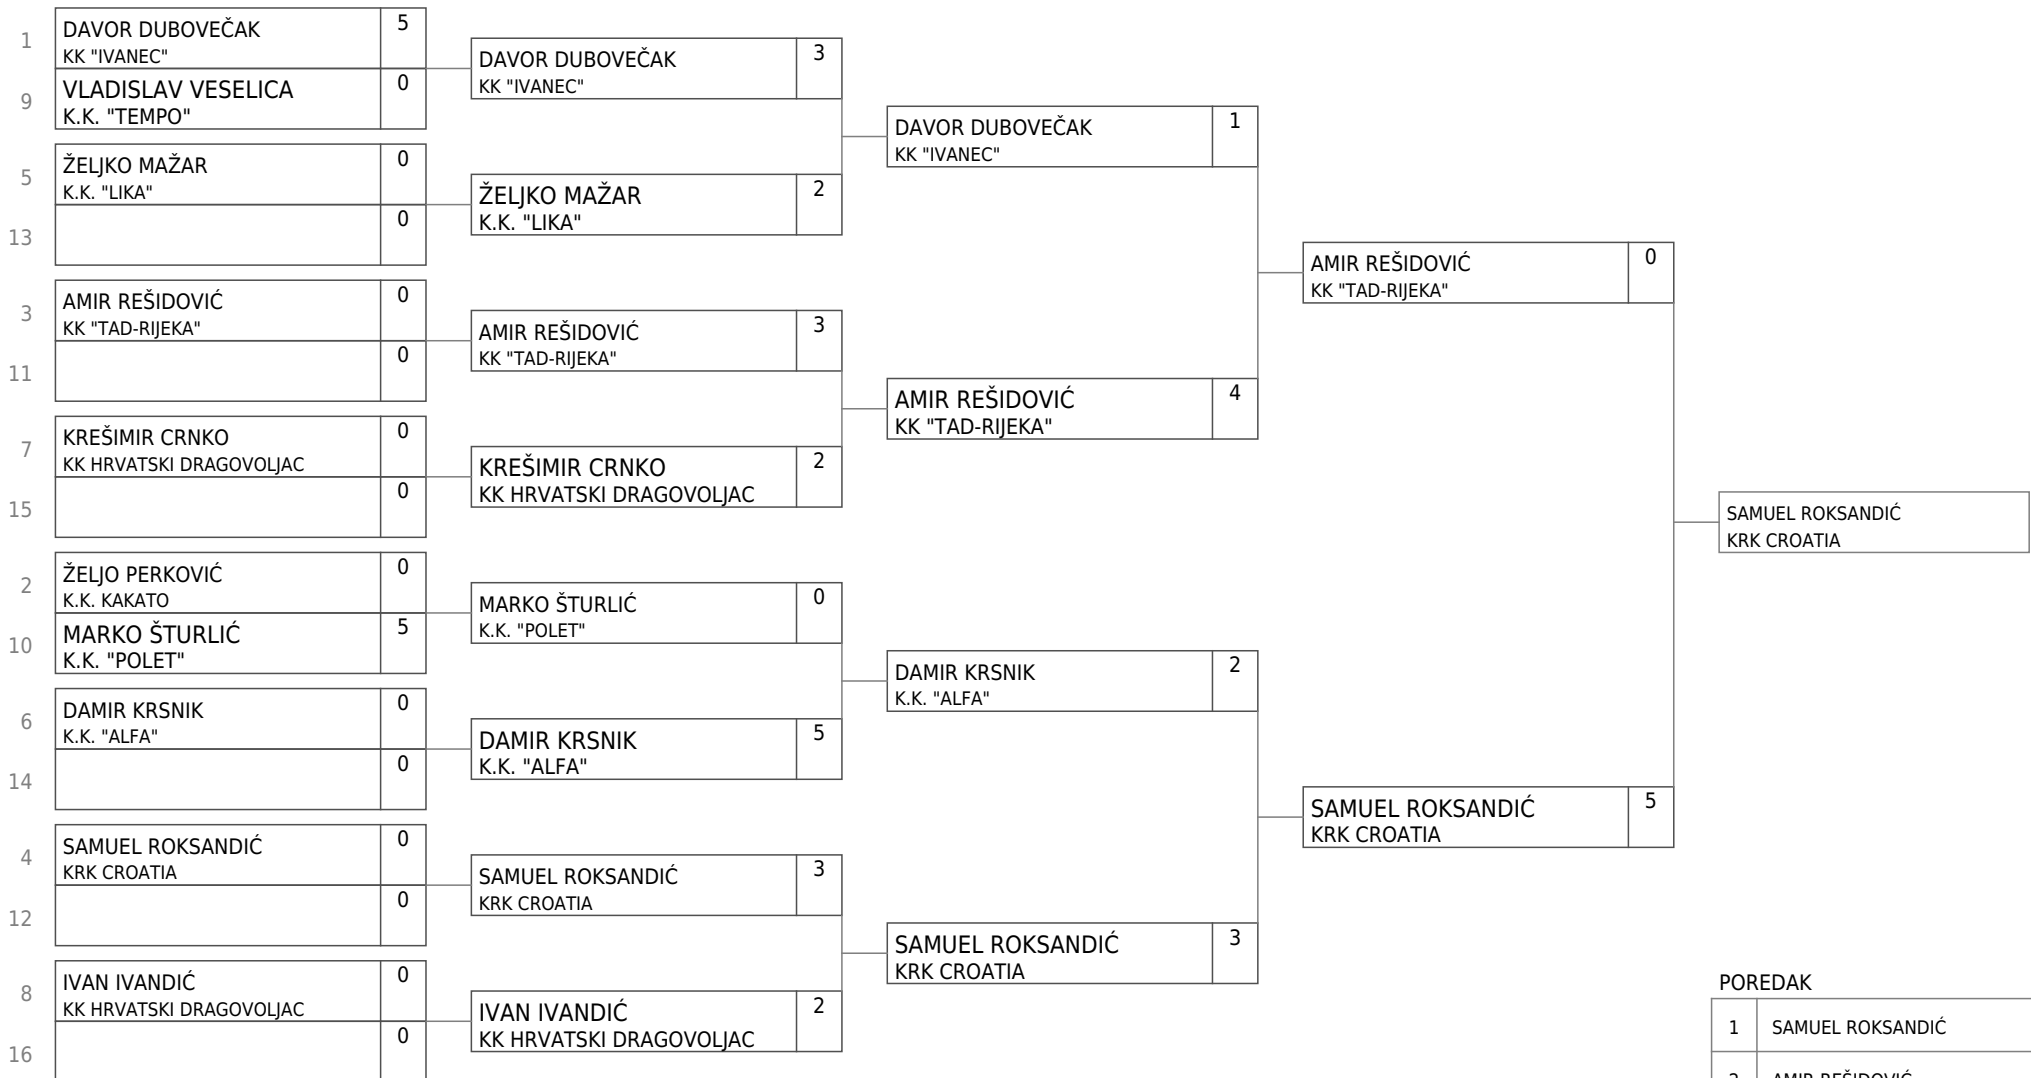 1
DAVOR DUBOVEČAK
KK "IVANEC"
5
9
VLADISLAV VESELICA
K.K. "TEMPO"
0
5
ŽELJKO MAŽAR
K.K. "LIKA"
0
13
0
3
AMIR REŠIDOVIĆ
KK "TAD-RIJEKA"
0
11
0
7
KREŠIMIR CRNKO
KK HRVATSKI DRAGOVOLJAC
0
15
0
2
ŽELJO PERKOVIĆ
K.K. KAKATO
0
10
MARKO ŠTURLIĆ
K.K. "POLET"
5
6
DAMIR KRSNIK
K.K. "ALFA"
0
14
0
4
SAMUEL ROKSANDIĆ
KRK CROATIA
0
12
0
8
IVAN IVANDIĆ
KK HRVATSKI DRAGOVOLJAC
0
16
0
DAVOR DUBOVEČAK
KK "IVANEC"
3
ŽELJKO MAŽAR
K.K. "LIKA"
2
AMIR REŠIDOVIĆ
KK "TAD-RIJEKA"
3
KREŠIMIR CRNKO
KK HRVATSKI DRAGOVOLJAC
2
MARKO ŠTURLIĆ
K.K. "POLET"
0
DAMIR KRSNIK
K.K. "ALFA"
5
SAMUEL ROKSANDIĆ
KRK CROATIA
3
IVAN IVANDIĆ
KK HRVATSKI DRAGOVOLJAC
2
DAVOR DUBOVEČAK
KK "IVANEC"
1
AMIR REŠIDOVIĆ
KK "TAD-RIJEKA"
4
DAMIR KRSNIK
K.K. "ALFA"
2
SAMUEL ROKSANDIĆ
KRK CROATIA
3
AMIR REŠIDOVIĆ
KK "TAD-RIJEKA"
0
SAMUEL ROKSANDIĆ
KRK CROATIA
5
SAMUEL ROKSANDIĆ
KRK CROATIA
POREDAK
1 SAMUEL ROKSANDIĆ
2 AMIR REŠIDOVIĆ